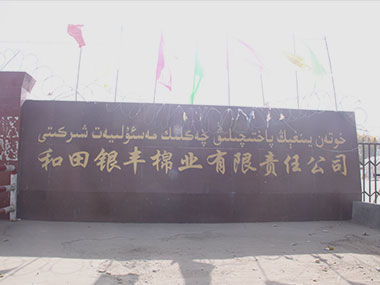 خوتەن يىنفېڭ پاختىچىلىق چەكلىك مەسئۇلىيەت شىركىتى
和田银丰棉业有限责任公司